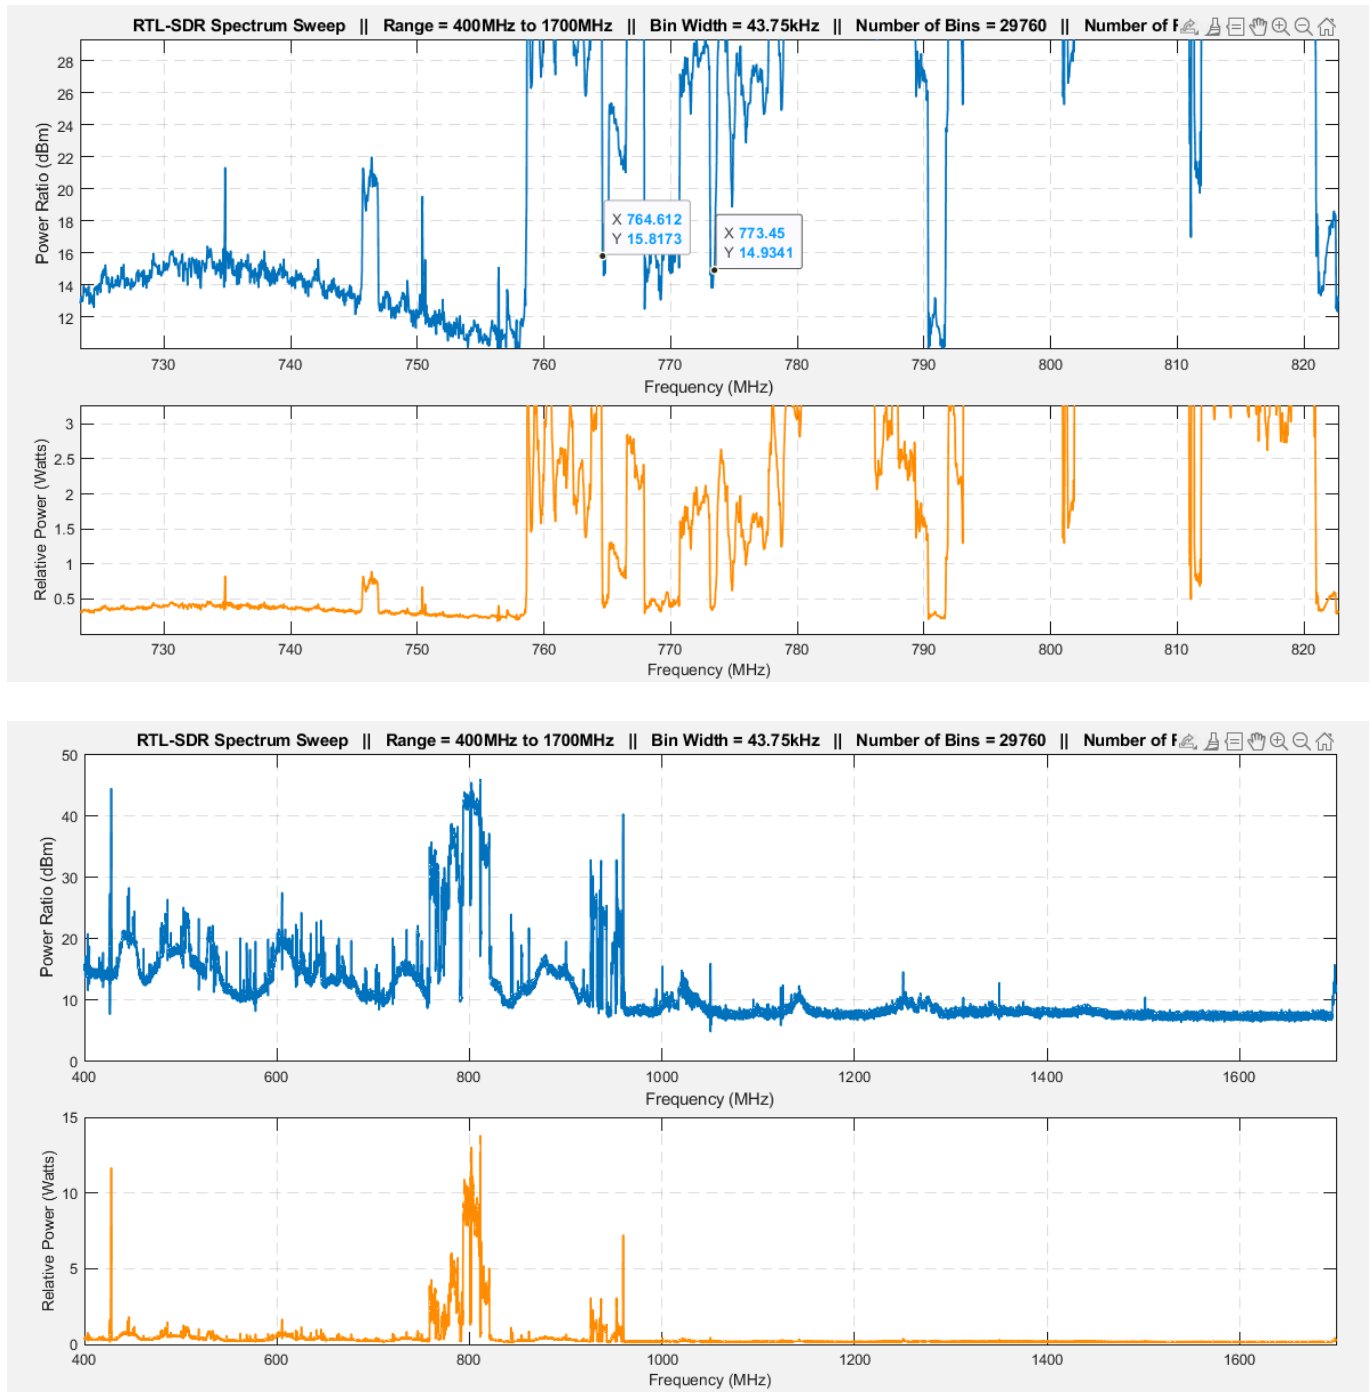 RTL-SDR Spectrum Sweep || Range = 400MHz to 1700MHz || Bin Width = 43.75kHz || Number of Bins = 29760 || Number of
Power Ratio (dBm)
28
26
24
22
20
18
16
14
12
X 764.612
Y 15.8173
X 773.45
Y 14.9341
730 740 750 760 770 780 790 800 810 820
Frequency (MHz)
Relative Power (Watts)
3
2.5
2
1.5
1
0.5
730 740 750 760 770 780 790 800 810 820
Frequency (MHz)
RTL-SDR Spectrum Sweep || Range = 400MHz to 1700MHz || Bin Width = 43.75kHz || Number of Bins = 29760 || Number of
Power Ratio (dBm)
50
40
30
20
10
0
400 600 800 1000 1200 1400 1600
Frequency (MHz)
Relative Power (Watts)
15
10
5
0
400 600 800 1000 1200 1400 1600
Frequency (MHz)